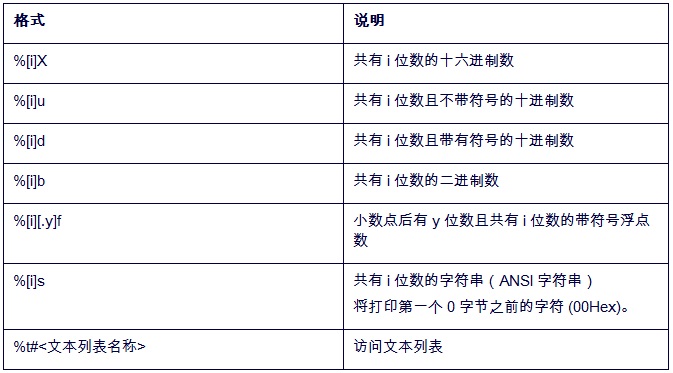 格式 说明
%[i]X 共有 i 位数的十六进制数
%[i]u 共有 i 位数且不带符号的十进制数
%[i]d 共有 i 位数且带有符号的十进制数
%[i]b 共有 i 位数的二进制数
%[i][.y]f 小数点后有 y 位数且共有 i 位数的带符号浮点
数
%[i]s 共有 i 位数的字符串（ANSI 字符串）
将打印第一个 0 字节之前的字符 (00Hex)。
%t#<文本列表名称> 访问文本列表